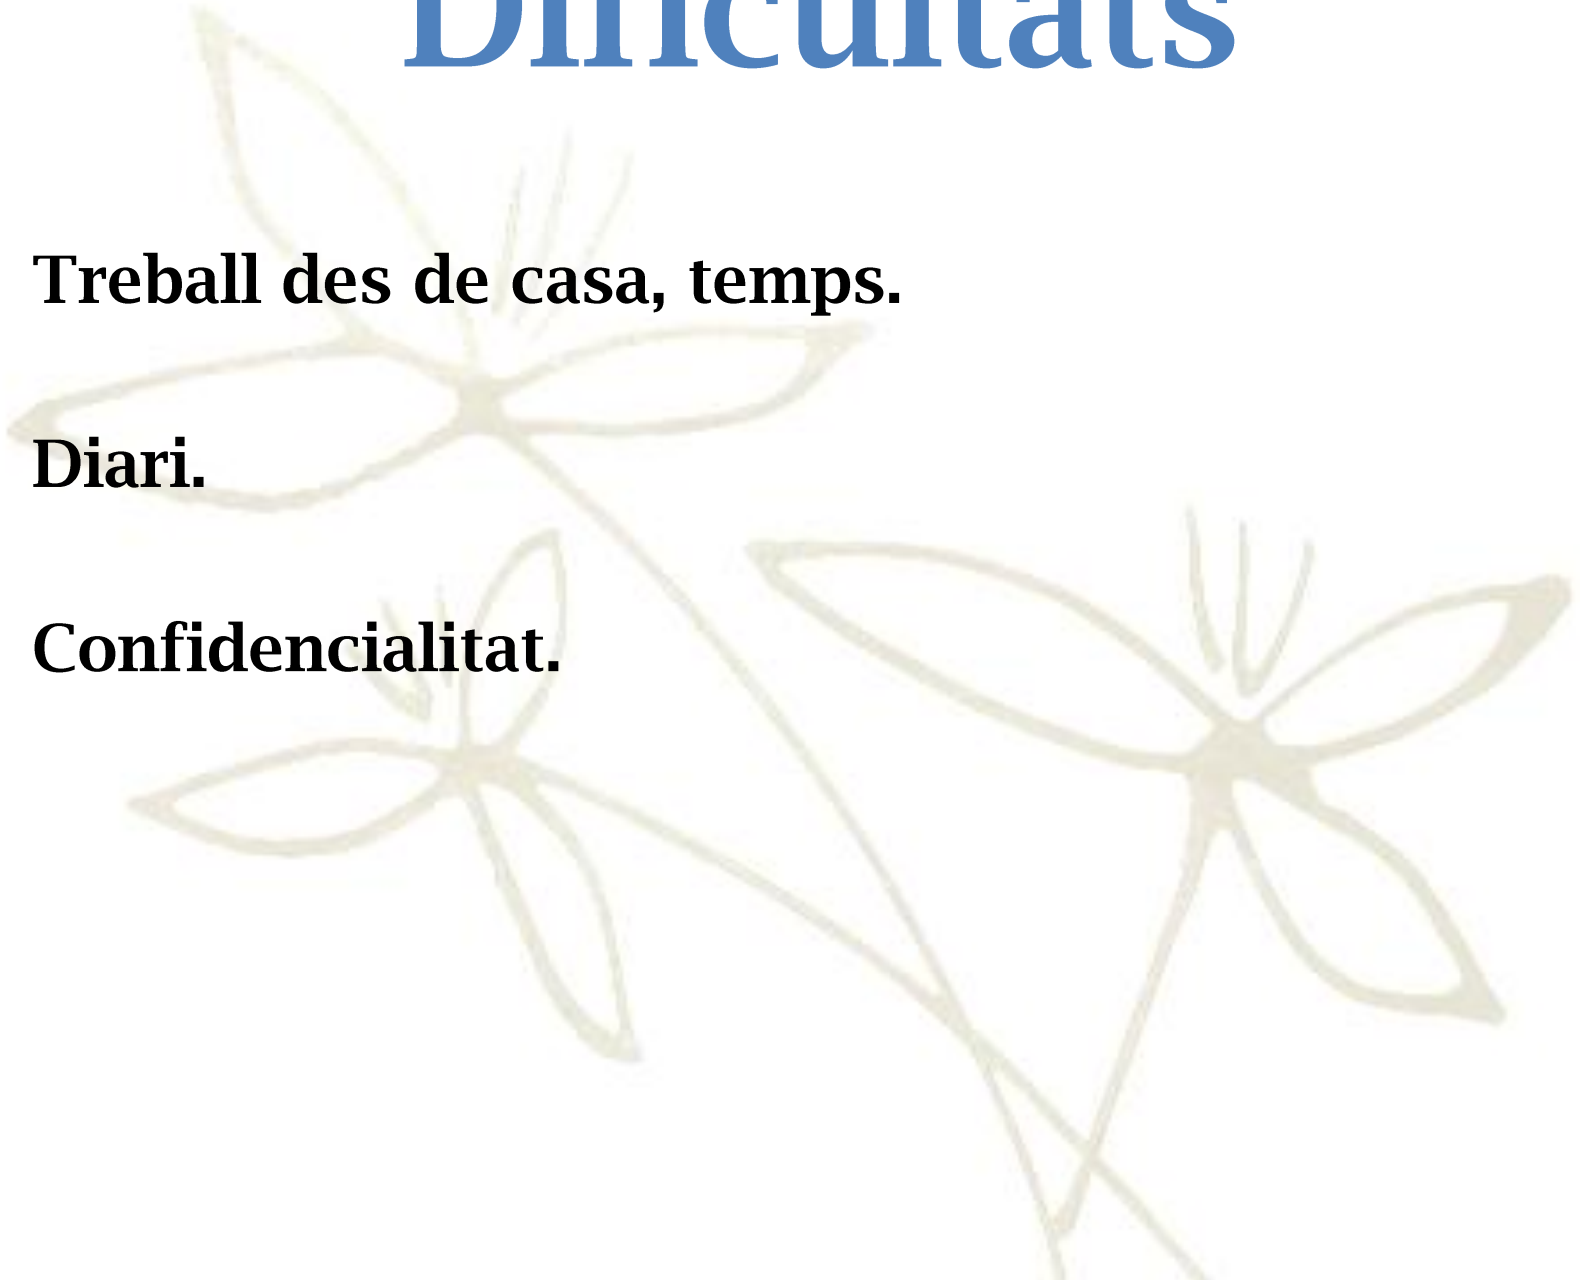 Dificultats
Treball des de casa, temps.
Diari.
Confidencialitat.